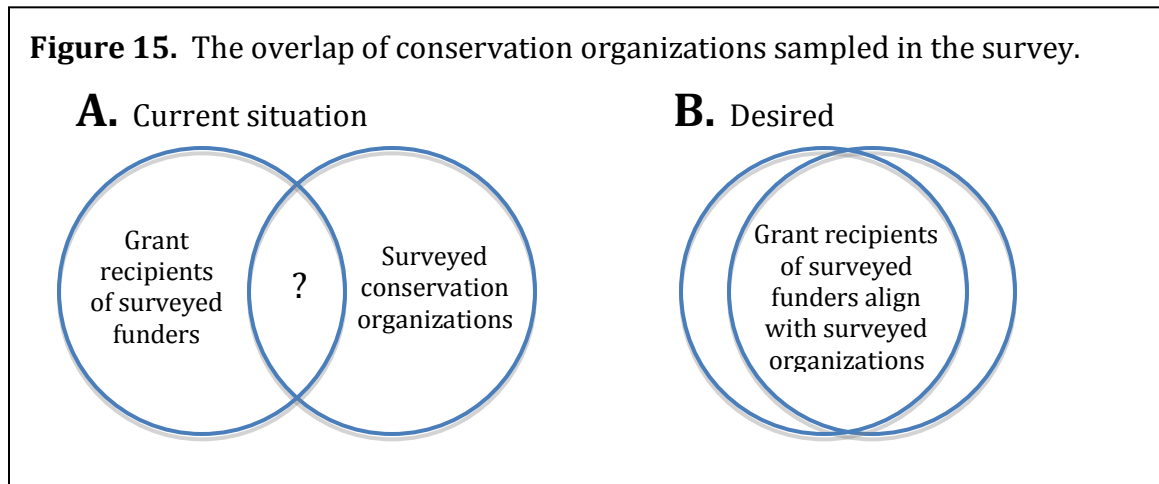 Figure 15. The overlap of conservation organizations sampled in the survey.
A. Current situation
B. Desired
Grant
recipients
of surveyed
funders
?
Surveyed
conservation
organizations
Grant recipients
of surveyed
funders align
with surveyed
organizations